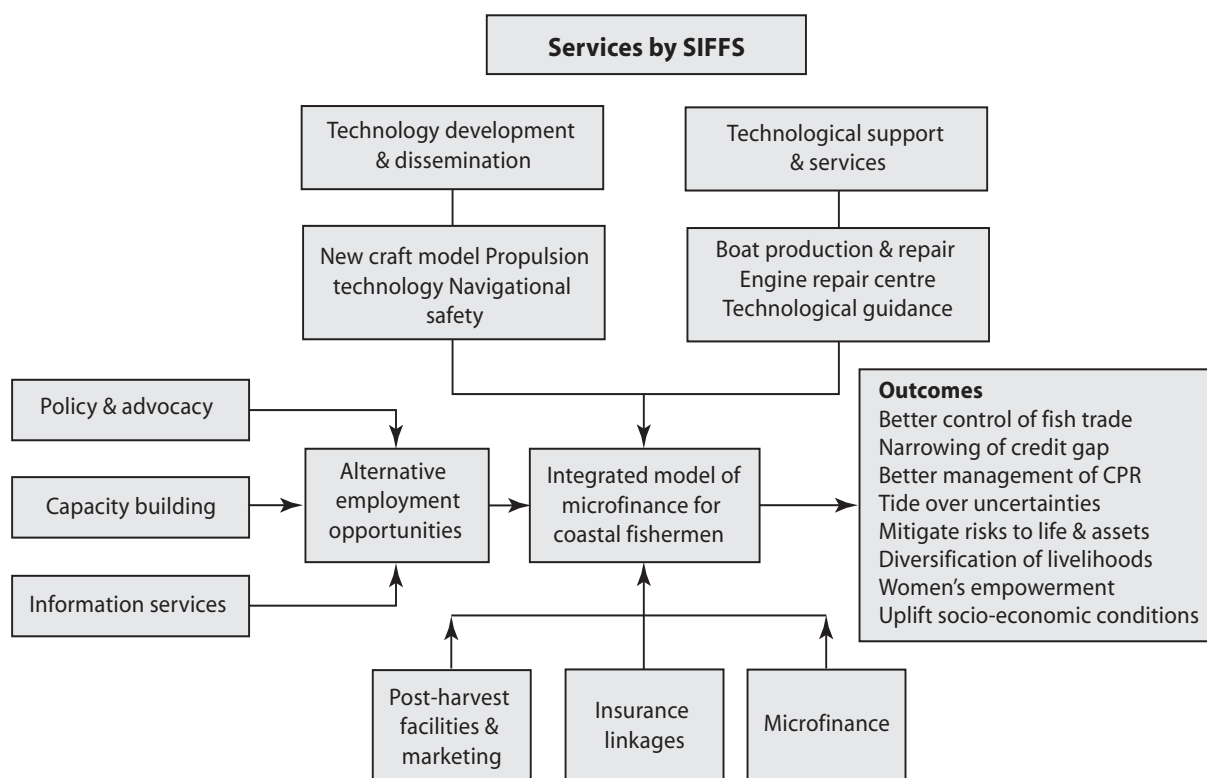 Services by SIFFS
Technology development
& dissemination
Technological support
& services
New craft model Propulsion
technology Navigational
safety
Boat production & repair
Engine repair centre
Technological guidance
Policy & advocacy
Capacity building
Information services
Alternative
employment
opportunities
Integrated model of
microfinance for
coastal fishermen
Outcomes
Better control of fish trade
Narrowing of credit gap
Better management of CPR
Tide over uncertainties
Mitigate risks to life & assets
Diversification of livelihoods
Women’s empowerment
Uplift socio-economic conditions
Post-harvest
facilities &
marketing
Insurance
linkages
Microfinance